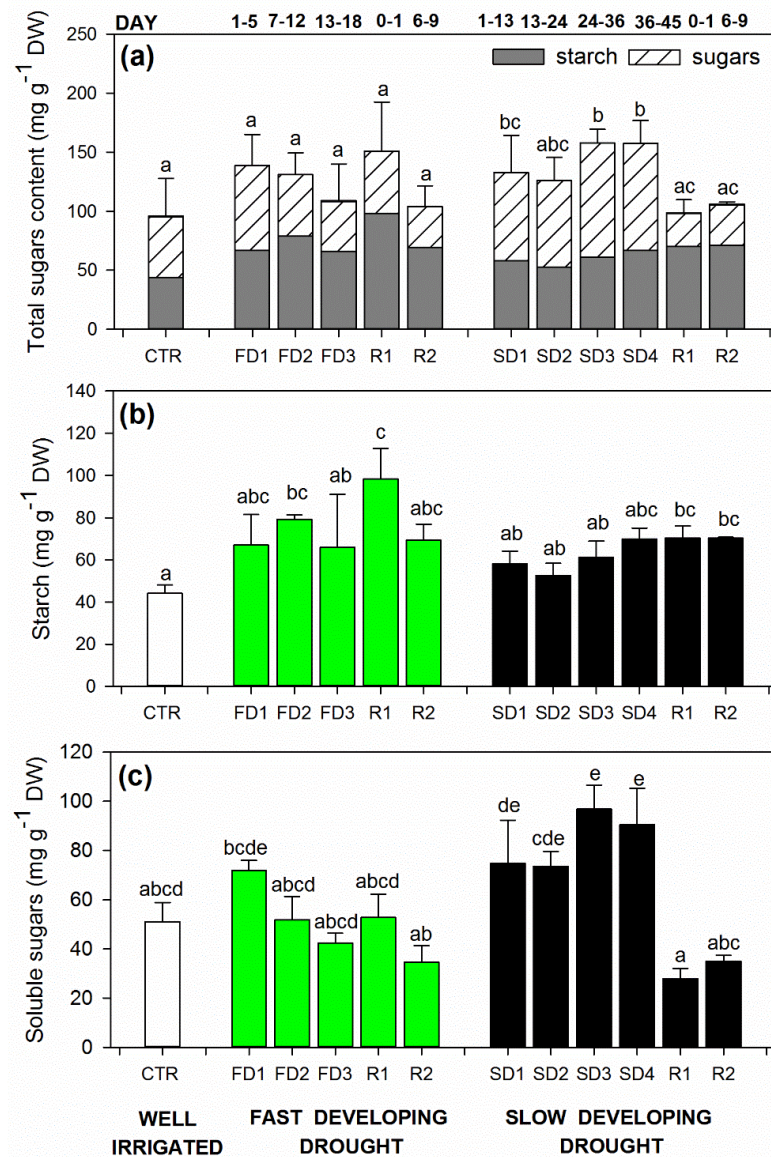 DAY 1-5 7-12 13-18 0-1 6-9 1-13 13-24 24-36 36-45 0-1 6-9
(a)
starch sugars
Total sugars content (mg g-1 DW)
250
200
150
100
50
0
a a a a a a bc abc b b ac ac
CTR FD1 FD2 FD3 R1 R2 SD1 SD2 SD3 SD4 R1 R2
(b)
Starch (mg g-1 DW)
140
120
100
80
60
40
20
0
a abc bc ab c abc ab ab ab abc bc bc
CTR FD1 FD2 FD3 R1 R2 SD1 SD2 SD3 SD4 R1 R2
(c)
Soluble sugars (mg g-1 DW)
120
100
80
60
40
20
0
abcd bcde abcd abcd abcd ab de cde e e a abc
CTR FD1 FD2 FD3 R1 R2 SD1 SD2 SD3 SD4 R1 R2
WELL FAST DEVELOPING SLOW DEVELOPING
IRRIGATED DROUGHT DROUGHT